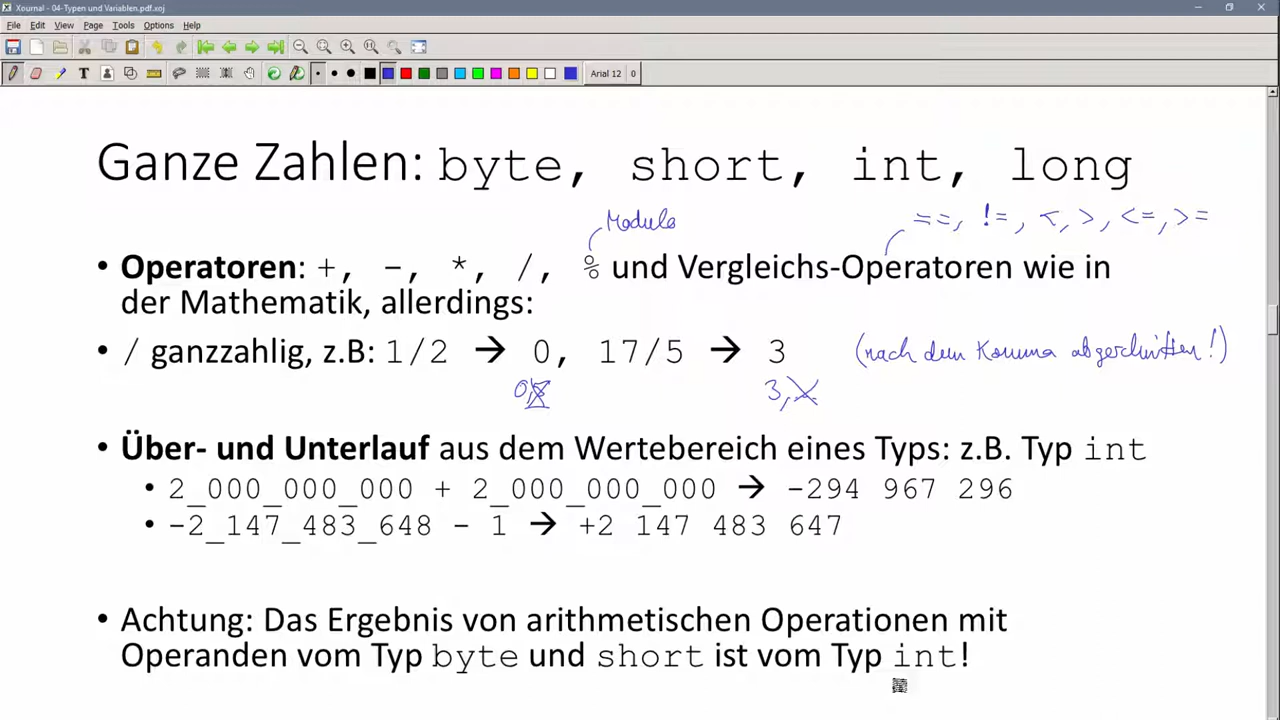 Xournal - 04-Typen und Variablen.pdf.xoj
File Edit View Page Tools Options Help
Arial 12 0
Ganze Zahlen: byte, short, int, long
Modulo
==, !=, <, >, <=, >=
• Operatoren: +, -, *, /, % und Vergleichs-Operatoren wie in
der Mathematik, allerdings:
• / ganzzahlig, z.B: 1/2 → 0, 17/5 → 3 (nach dem Komma abgeschnitten!)
3,
• Über- und Unterlauf aus dem Wertebereich eines Typs: z.B. Typ int
• 2_000_000_000 + 2_000_000_000 → -294 967 296
• -2_147_483_648 - 1 → +2 147 483 647
• Achtung: Das Ergebnis von arithmetischen Operationen mit
Operanden vom Typ byte und short ist vom Typ int!